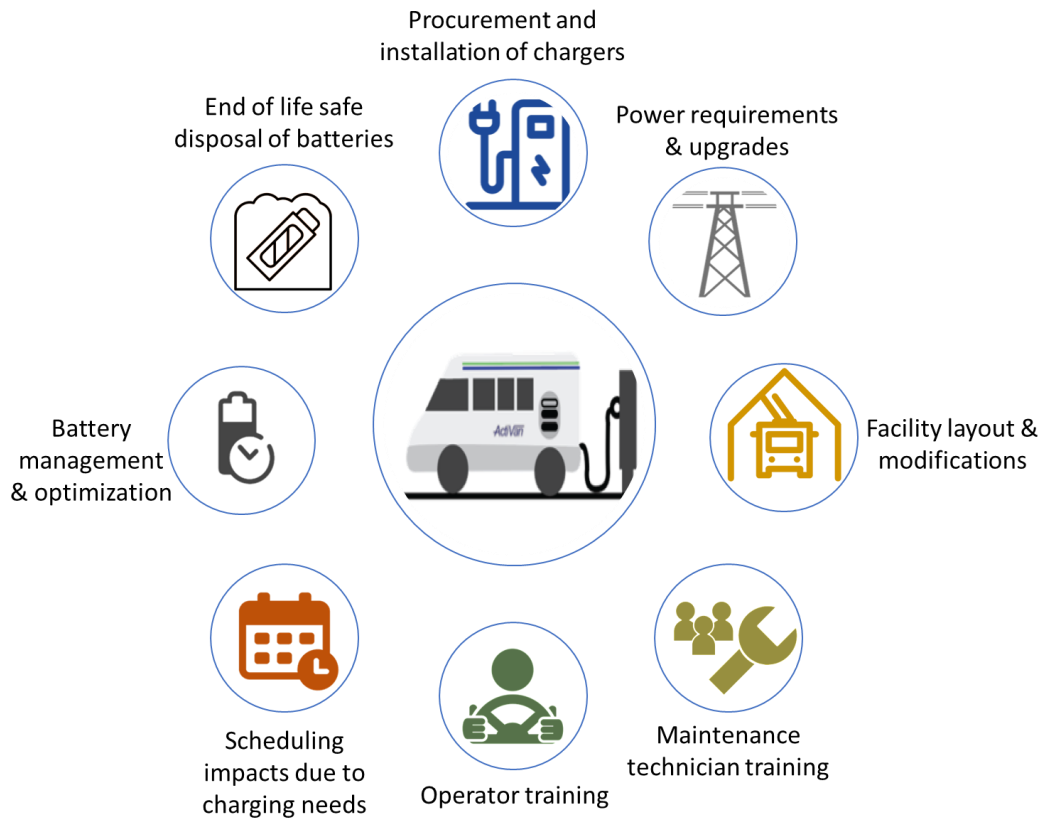 Procurement and
installation of chargers
End of life safe
disposal of batteries
Power requirements
& upgrades
ActiVan
Battery
management
& optimization
Facility layout &
modifications
Scheduling
impacts due to
charging needs
Operator training
Maintenance
technician training